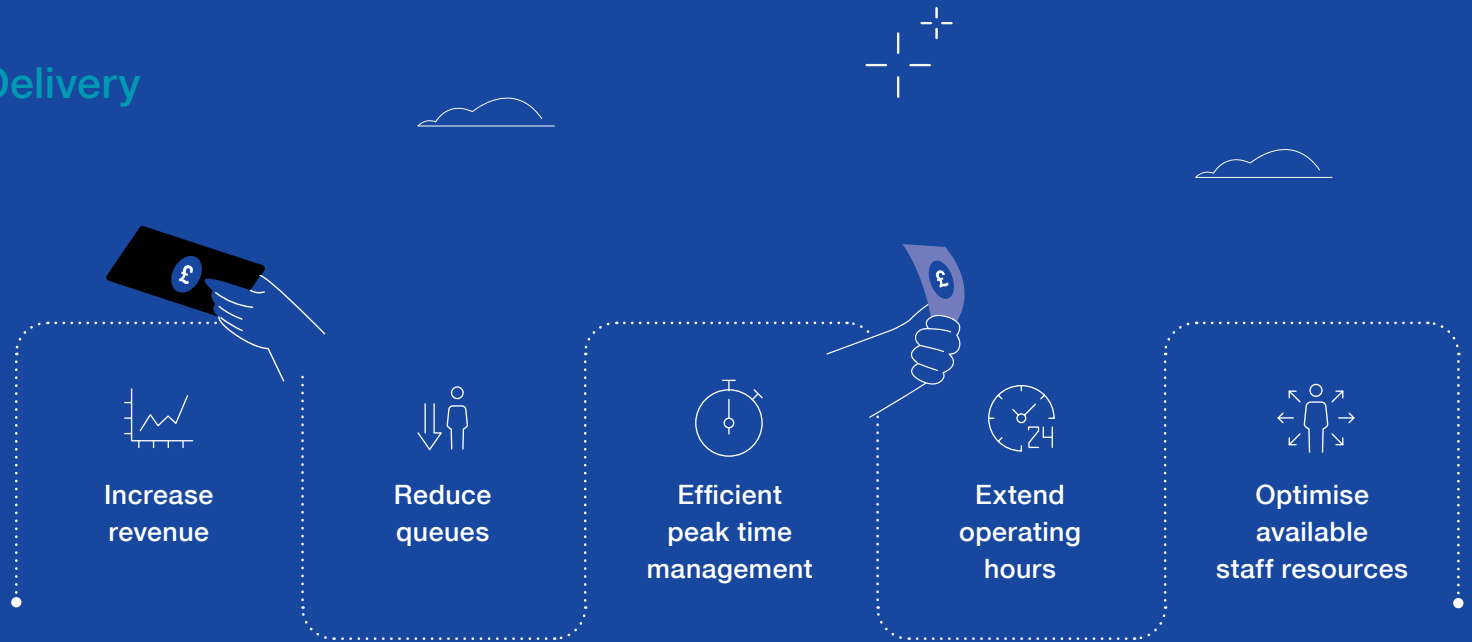 Delivery
£
£
24
Increase
revenue
Reduce
queues
Efficient
peak time
management
Extend
operating
hours
Optimise
available
staff resources